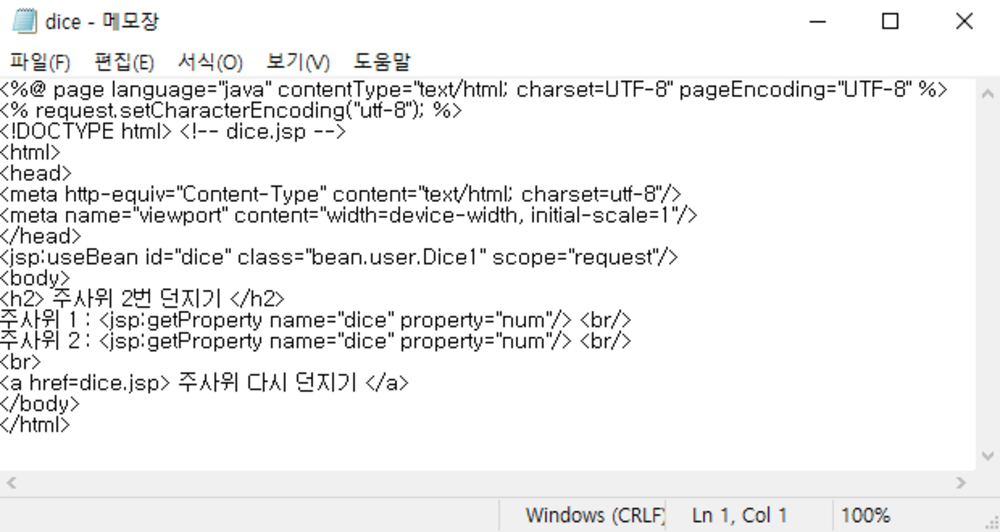 dice - 메모장
파일(F) 편집(E) 서식(O) 보기(V) 도움말
<%@ page language="java" contentType="text/html; charset=UTF-8" pageEncoding="UTF-8" %>
<% request.setCharacterEncoding("utf-8"); %>
<!DOCTYPE html> <!-- dice.jsp -->
<html>
<head>
<meta http-equiv="Content-Type" content="text/html; charset=utf-8"/>
<meta name="viewport" content="width=device-width, initial-scale=1"/>
</head>
<jsp:useBean id="dice" class="bean.user.Dice1" scope="request"/>
<body>
<h2> 주사위 2번 던지기 </h2>
주사위 1 : <jsp:getProperty name="dice" property="num"/> <br/>
주사위 2 : <jsp:getProperty name="dice" property="num"/> <br/>
<br>
<a href=dice.jsp> 주사위 다시 던지기 </a>
</body>
</html>
Windows (CRLF) Ln 1, Col 1 100%